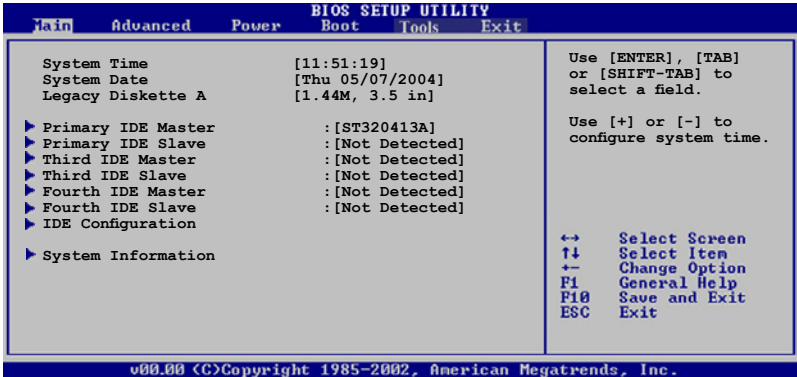 BIOS SETUP UTILITY
Main Advanced Power Boot Tools Exit
System Time [11:51:19]
System Date [Thu 05/07/2004]
Legacy Diskette A [1.44M, 3.5 in]
Primary IDE Master :[ST320413A]
Primary IDE Slave :[Not Detected]
Third IDE Master :[Not Detected]
Third IDE Slave :[Not Detected]
Fourth IDE Master :[Not Detected]
Fourth IDE Slave :[Not Detected]
IDE Configuration
System Information
Use [ENTER], [TAB]
or [SHIFT-TAB] to
select a field.
Use [+] or [-] to
configure system time.
←→ Select Screen
↑↓ Select Item
+- Change Option
F1 General Help
F10 Save and Exit
ESC Exit
v00.00 (C)Copyright 1985-2002, American Megatrends, Inc.